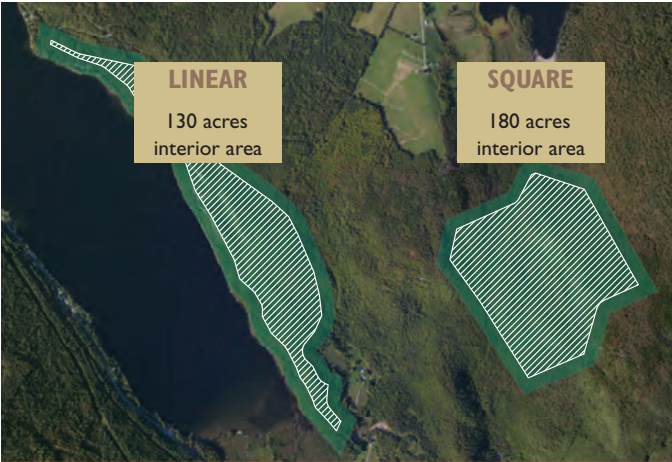 LINEAR
130 acres
interior area
SQUARE
180 acres
interior area